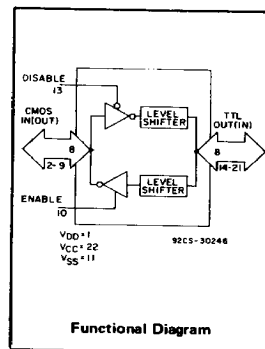 DISABLE
13
CMOS
IN(OUT)
LEVEL
SHIFTER
TTL
OUT(IN)
8
2-9
8
14-21
LEVEL
SHIFTER
ENABLE
10
92CS-30246
VDD=1
VCC=22
VSS=11
Functional Diagram